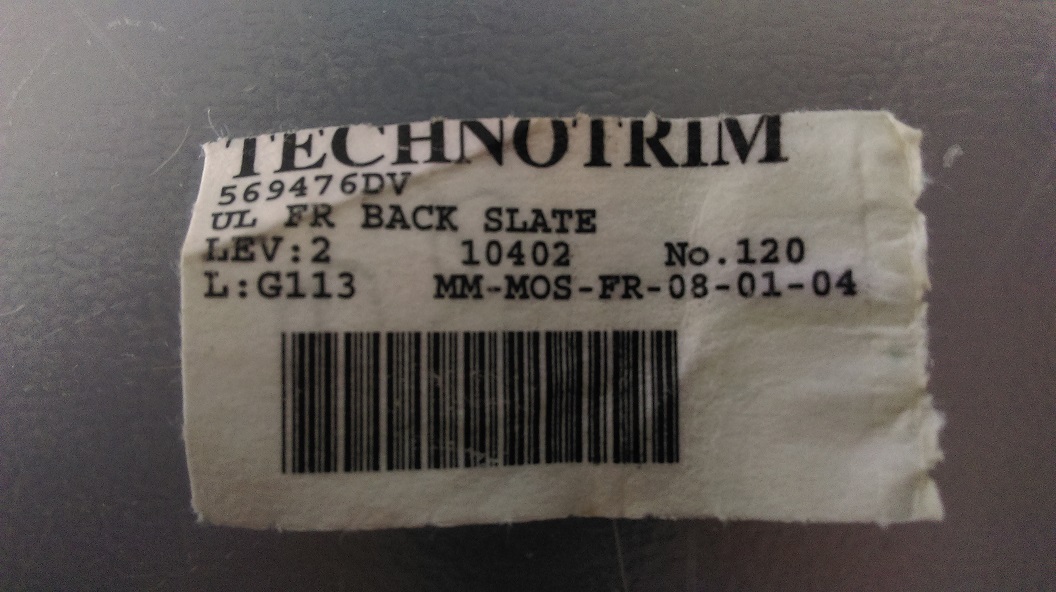 TECHNOTRIM
569476DV
UL FR BACK SLATE
LEV:2 10402 No.120
L:G113 MM-MOS-FR-08-01-04